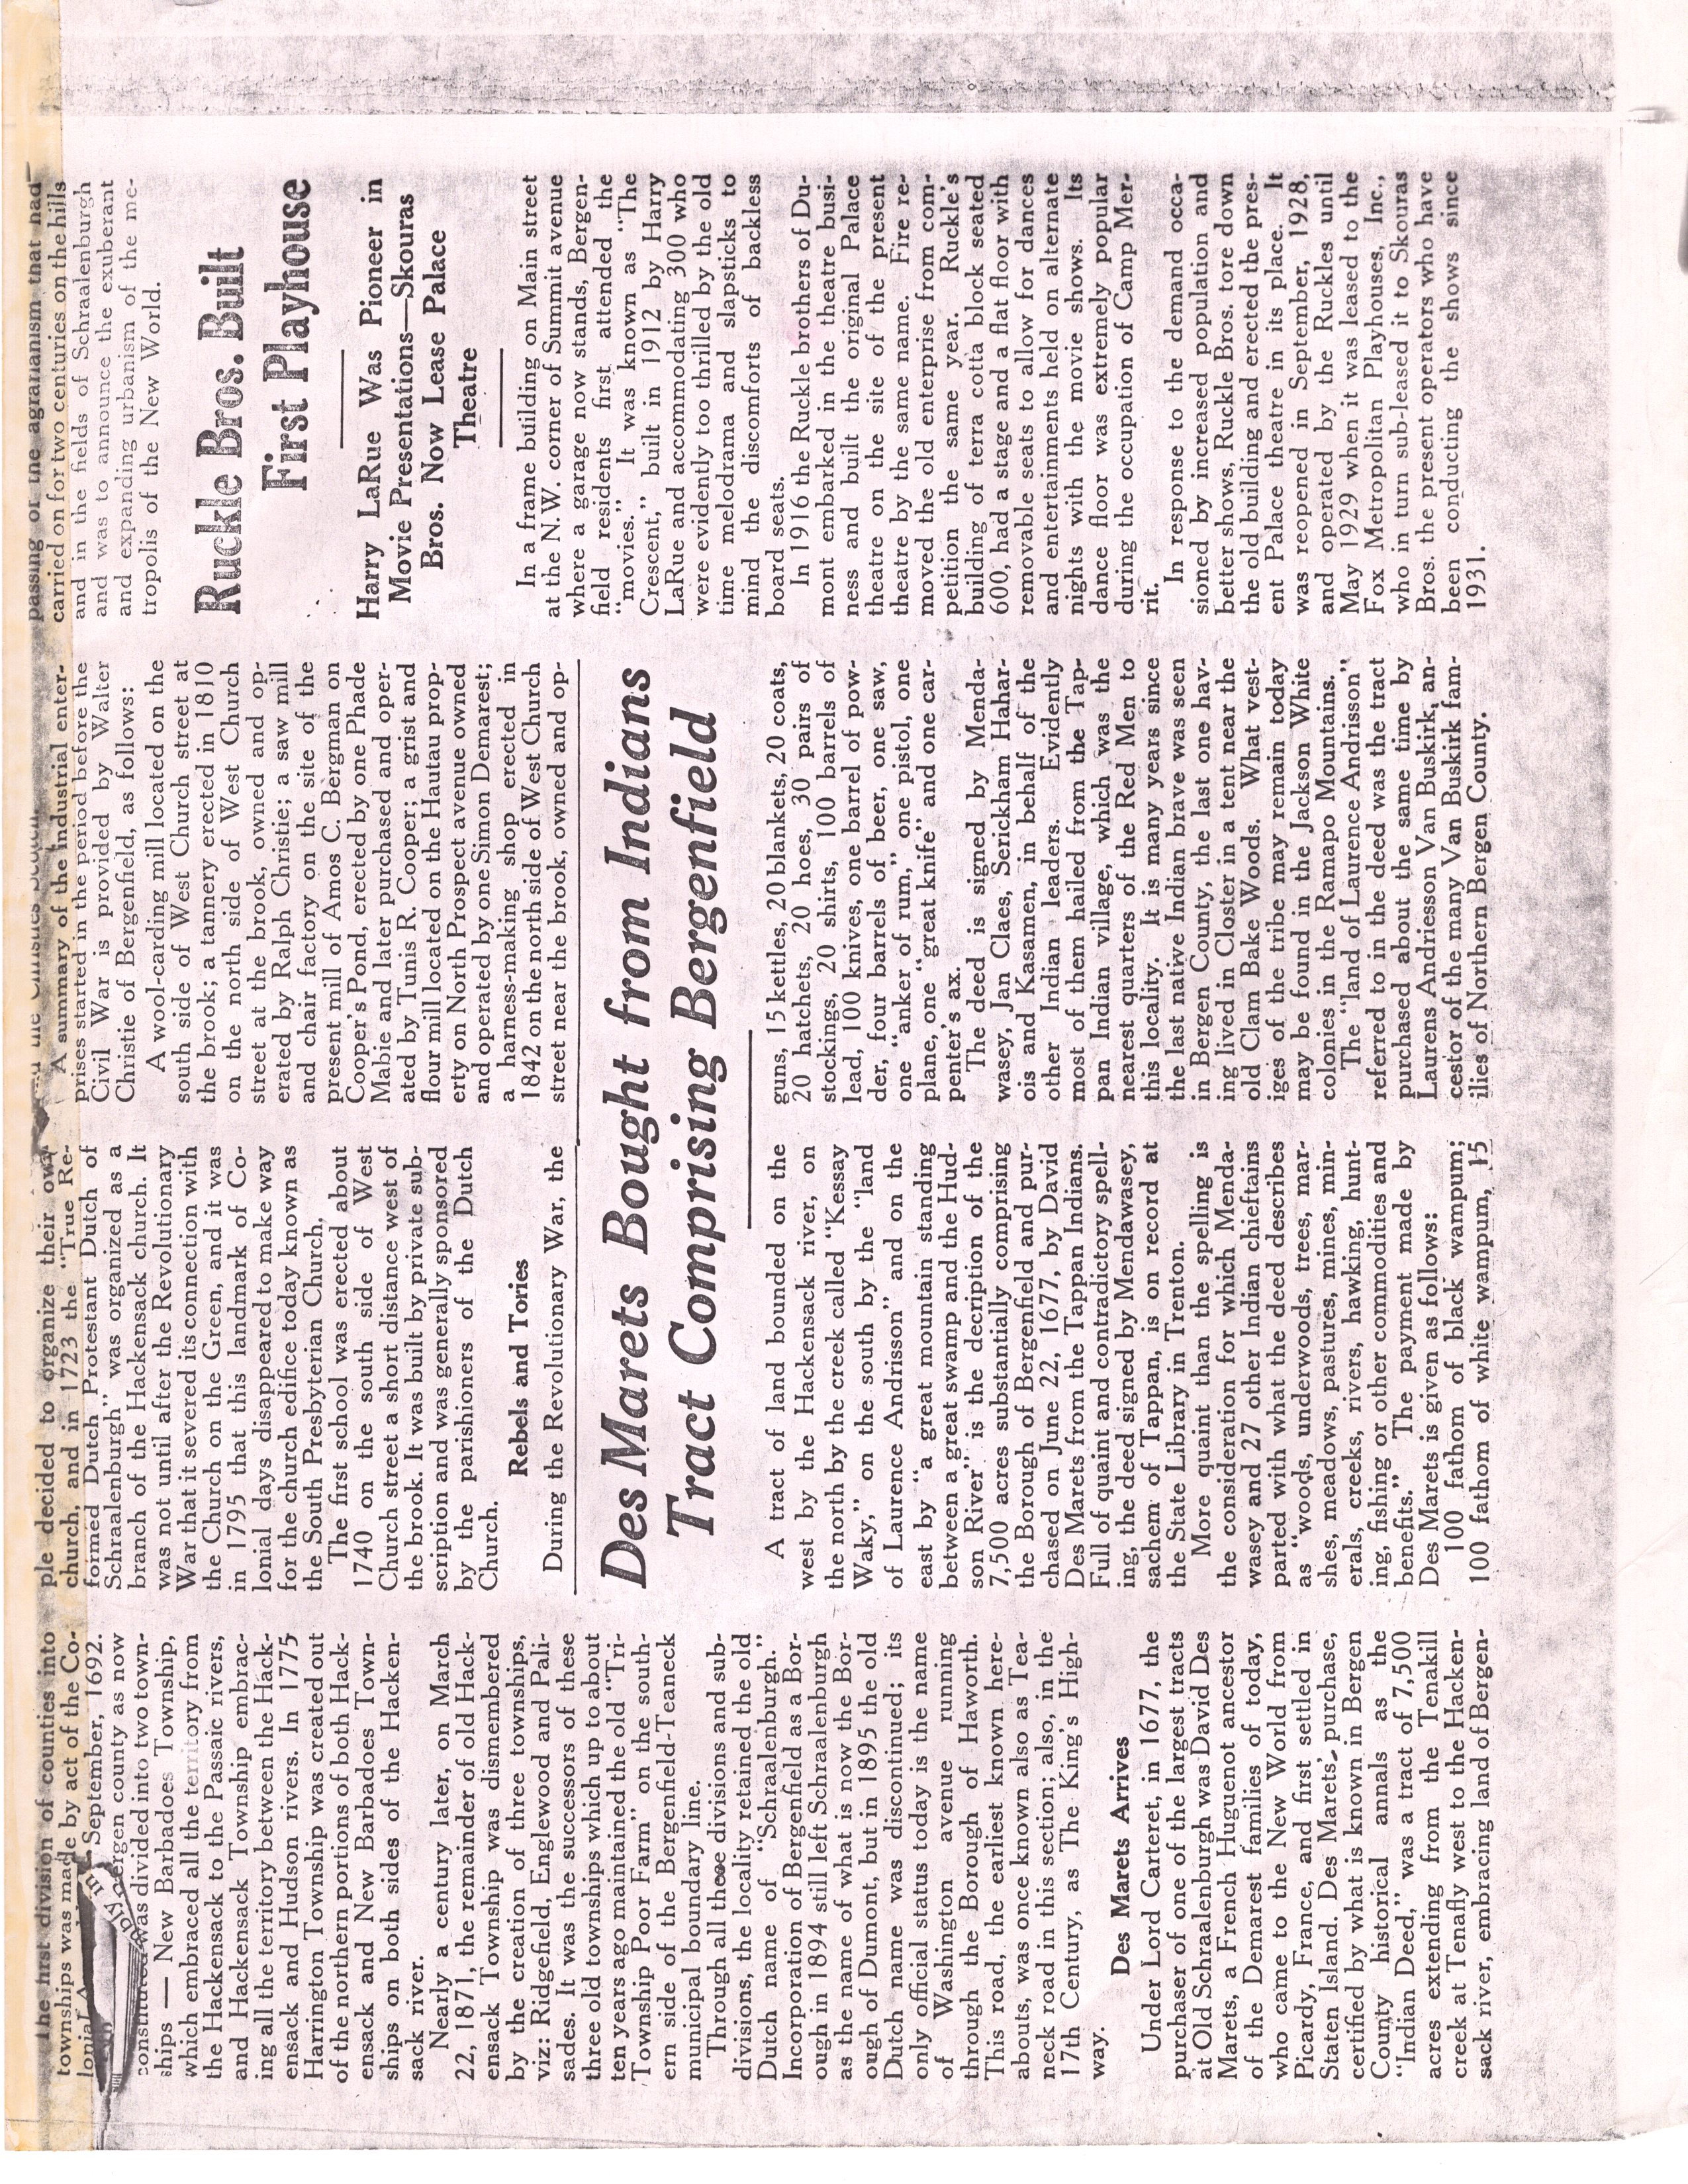 the first division of counties into
townships was made by act of the Co-
lonial September, 1692.
Bergen county as now
constituted was divided into two town-
ships — New Barbadoes Township,
which embraced all the territory from
the Hackensack to the Passaic rivers,
and Hackensack Township embrac-
ing all the territory between the Hack-
ensack and Hudson rivers. In 1775
Harrington Township was created out
of the northern portions of both Hack-
ensack and New Barbadoes Town-
ships on both sides of the Hacken-
sack river.
Nearly a century later, on March
22, 1871, the remainder of old Hack-
ensack Township was dismembered
by the creation of three townships,
viz: Ridgefield, Englewood and Pali-
sades. It was the successors of these
three old townships which up to about
ten years ago maintained the old "Tri-
Township Poor Farm" on the south-
ern side of the Bergenfield-Teaneck
municipal boundary line.
Through all these divisions and sub-
divisions, the locality retained the old
Dutch name of "Schraalenburgh."
Incorporation of Bergenfield as a Bor-
ough in 1894 still left Schraalenburgh
as the name of what is now the Bor-
ough of Dumont, but in 1895 the old
Dutch name was discontinued; its
only official status today is the name
of Washington avenue running
through the Borough of Haworth.
This road, the earliest known here-
abouts, was once known also as Tea-
neck road in this section; also, in the
17th Century, as The King's High-
way.
Des Marets Arrives
Under Lord Carteret, in 1677, the
purchaser of one of the largest tracts
at Old Schraalenburgh was David Des
Marets, a French Huguenot ancestor
of the Demarest families of today,
who came to the New World from
Picardy, France, and first settled in
Staten Island. Des Marets' purchase,
certified by what is known in Bergen
County historical annals as the
"Indian Deed," was a tract of 7,500
acres extending from the Tenakill
creek at Tenafly west to the Hacken-
sack river, embracing land of Bergen-
ple decided to organize their own
church, and in 1723 the "True Re-
formed Dutch Protestant Dutch of
Schraalenburgh" was organized as a
branch of the Hackensack church. It
was not until after the Revolutionary
War that it severed its connection with
the Church on the Green, and it was
in 1795 that this landmark of Co-
lonial days disappeared to make way
for the church edifice today known as
the South Presbyterian Church.
The first school was erected about
1740 on the south side of West
Church street a short distance west of
the brook. It was built by private sub-
scription and was generally sponsored
by the parishioners of the Dutch
Church.
Rebels and Tories
During the Revolutionary War, the
A summary of the industrial enter-
prises started in the period before the
Civil War is provided by Walter
Christie of Bergenfield, as follows:
A wool-carding mill located on the
south side of West Church street at
the brook; a tannery erected in 1810
on the north side of West Church
street at the brook, owned and op-
erated by Ralph Christie; a saw mill
and chair factory on the site of the
present mill of Amos C. Bergman on
Cooper's Pond, erected by one Phade
Mabie and later purchased and oper-
ated by Tunis R. Cooper; a grist and
flour mill located on the Hautau prop-
erty on North Prospect avenue owned
and operated by one Simon Demarest;
a harness-making shop erected in
1842 on the north side of West Church
street near the brook, owned and op-
Des Marets Bought from Indians
Tract Comprising Bergenfield
A tract of land bounded on the
west by the Hackensack river, on
the north by the creek called "Kessay
Waky," on the south by the "land
of Laurence Andrisson" and on the
east by "a great mountain standing
between a great swamp and the Hud-
son River" is the decription of the
7,500 acres substantially comprising
the Borough of Bergenfield and pur-
chased on June 22, 1677, by David
Des Marets from the Tappan Indians.
Full of quaint and contradictory spell-
ing, the deed signed by Mendawasey,
sachem of Tappan, is on record at
the State Library in Trenton.
More quaint than the spelling is
the consideration for which Menda-
wasey and 27 other Indian chieftans
parted with what the deed describes
as "woods, underwoods, trees, mar-
shes, meadows, pastures, mines, min-
erals, creeks, rivers, hawking, hunt-
ing, fishing or other commodities and
benefits." The payment made by
Des Marets is given as follows:
100 fathom of black wampum;
100 fathom of white wampum, 15
guns, 15 kettles, 20 blankets, 20 coats,
20 hatchets, 20 hoes, 30 pairs of
stockings, 20 shirts, 100 barrels of
lead, 100 knives, one barrel of pow-
der, four barrels of beer, one saw,
one "anker of rum," one pistol, one
plane, one "great knife" and one car-
penter's ax.
The deed is signed by Menda-
wasey, Jan Claes, Serickham Hahar-
ois and Kasamen, in behalf of the
other Indian leaders. Evidently
most of them hailed from the Tap-
pan Indian village, which was the
nearest quarters of the Red Men to
this locality. It is many years since
the last native Indian brave was seen
in Bergen County, the last one hav-
ing lived in Closter in a tent near the
old Clam Bake Woods. What vest-
iges of the tribe may remain today
may be found in the Jackson White
colonies in the Ramapo Mountains.
The "land of Laurence Andrisson"
referred to in the deed was the tract
purchased about the same time by
Laurens Andriesson Van Buskirk, an-
cestor of the many Van Buskirk fam-
ilies of Northern Bergen County.
passing of the agrarianism that had
carried on for two centuries on the hills
and in the fields of Schraalenburgh
and was to announce the exuberant
and expanding urbanism of the me-
tropolis of the New World.
Ruckle Bros. Built
First Playhouse
Harry LaRue Was Pioneer in
Movie Presentations—Skouras
Bros. Now Lease Palace
Theatre
In a frame building on Main street
at the N.W. corner of Summit avenue
where a garage now stands, Bergen-
field residents first attended the
"movies." It was known as "The
Crescent," built in 1912 by Harry
LaRue and accommodating 300 who
were evidently too thrilled by the old
time melodrama and slapsticks to
mind the discomforts of backless
board seats.
In 1916 the Ruckle brothers of Du-
mont embarked in the theatre busi-
ness and built the original Palace
theatre on the site of the present
theatre by the same name. Fire re-
moved the old enterprise from com-
petition the same year. Ruckle's
building of terra cotta block seated
600, had a stage and a flat floor with
removable seats to allow for dances
and entertainments held on alternate
nights with the movie shows. Its
dance floor was extremely popular
during the occupation of Camp Mer-
rit.
In response to the demand occa-
sioned by increased population and
better shows, Ruckle Bros. tore down
the old building and erected the pres-
ent Palace theatre in its place. It
was reopened in September, 1928,
and operated by the Ruckles until
May 1929 when it was leased to the
Fox Metropolitan Playhouses, Inc.,
who in turn sub-leased it to Skouras
Bros. the present operators who have
been conducting the shows since
1931.